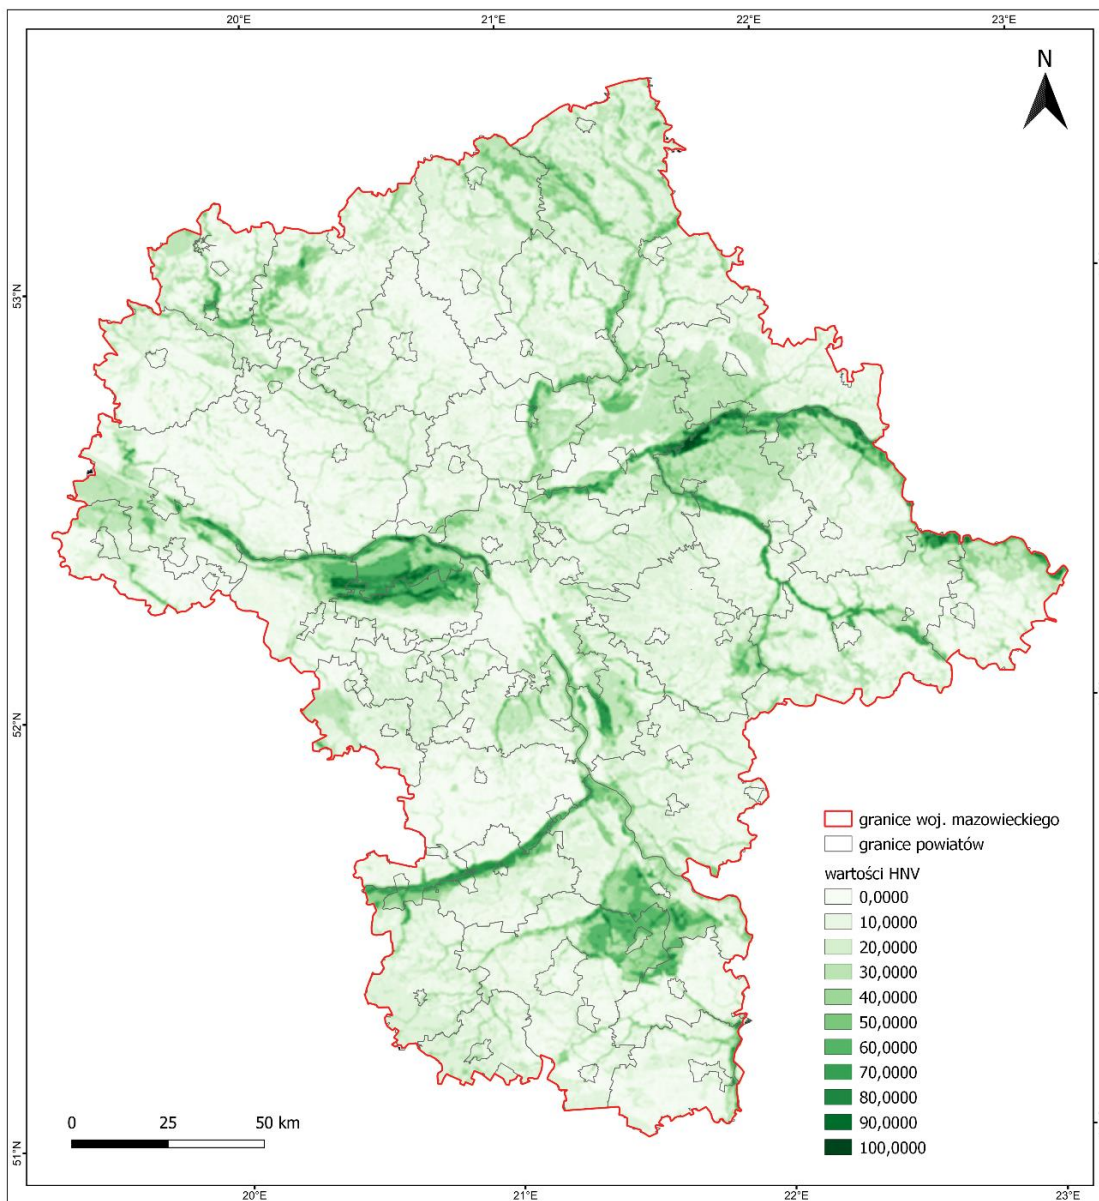 20°E 21°E 22°E 23°E
N
53°N
52°N
granice woj. mazowieckiego
granice powiatów
wartości HNV
0,0000
10,0000
20,0000
30,0000
40,0000
50,0000
60,0000
70,0000
80,0000
90,0000
100,0000
0 25 50 km
51°N
20°E 21°E 22°E 23°E